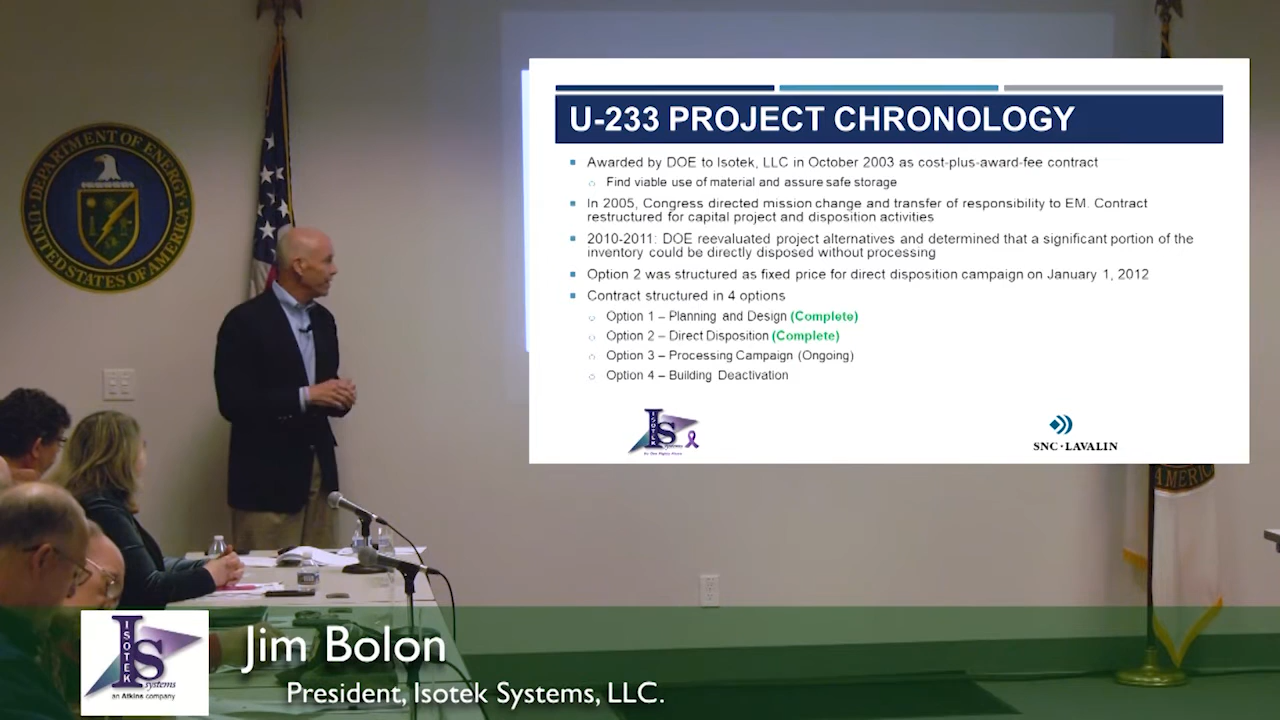 DEPARTMENT OF ENERGY
UNITED STATES OF AMERICA
U-233 PROJECT CHRONOLOGY
Awarded by DOE to Isotek, LLC in October 2003 as cost-plus-award-fee contract
Find viable use of material and assure safe storage
In 2005, Congress directed mission change and transfer of responsibility to EM. Contract
restructured for capital project and disposition activities
2010-2011: DOE reevaluated project alternatives and determined that a significant portion of the
inventory could be directly disposed without processing
Option 2 was structured as fixed price for direct disposition campaign on January 1, 2012
Contract structured in 4 options
Option 1 – Planning and Design (Complete)
Option 2 – Direct Disposition (Complete)
Option 3 – Processing Campaign (Ongoing)
Option 4 – Building Deactivation
ISOTEK
S
systems
SNC·LAVALIN
AMERICA
ISOTEK
S
systems
an Atkins company
Jim Bolon
President, Isotek Systems, LLC.